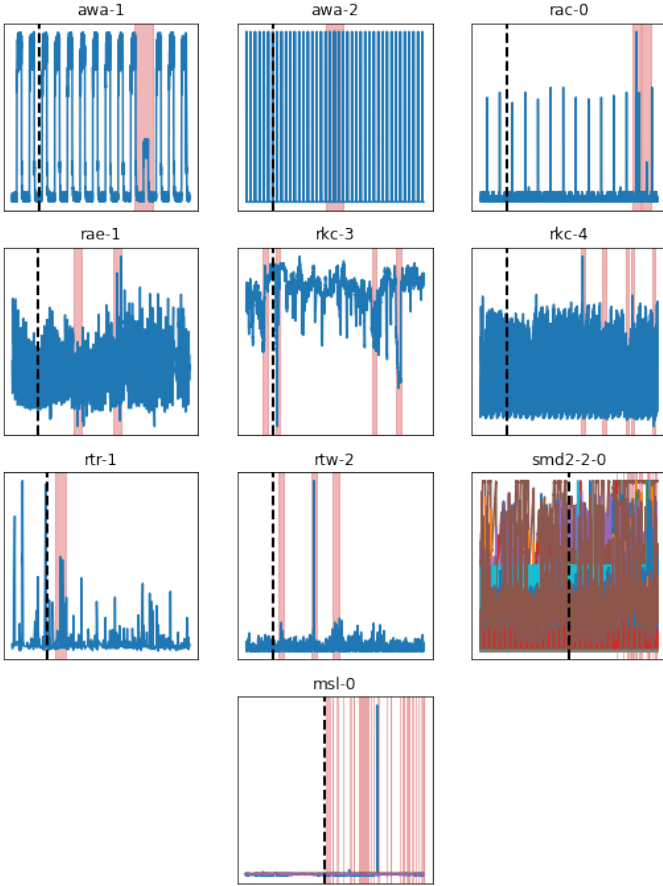 awa-1
awa-2
rac-0
rae-1
rkc-3
rkc-4
rtr-1
rtw-2
smd2-2-0
msl-0